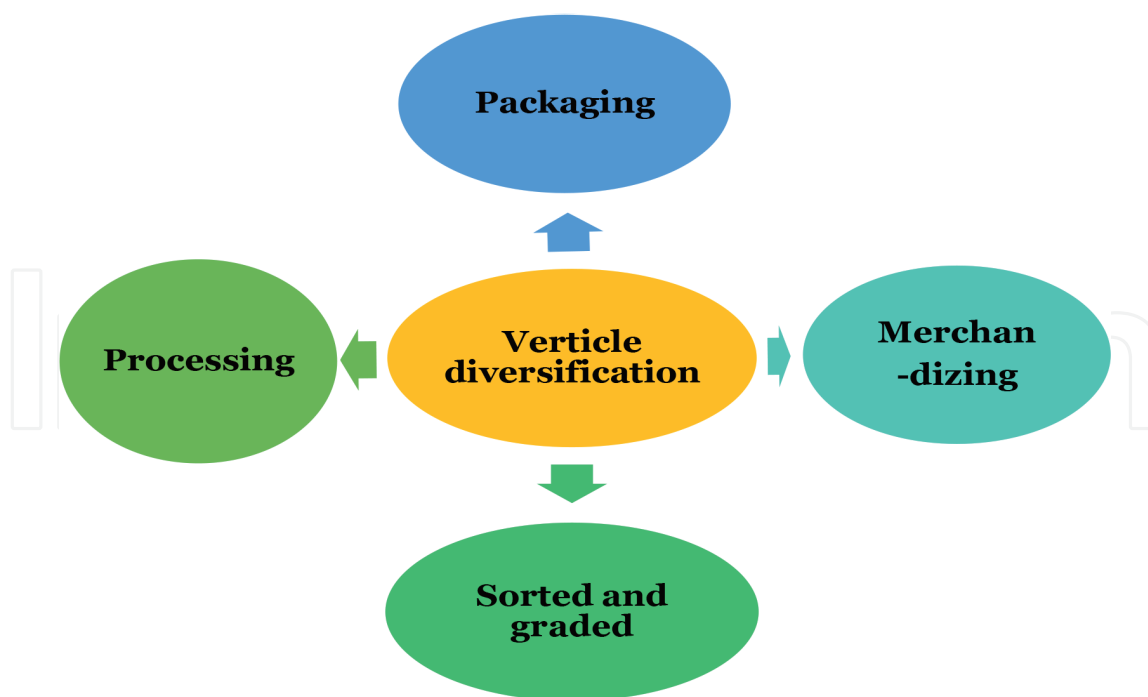 Packaging
Processing
Verticle
diversification
Merchan
-dizing
Sorted and
graded